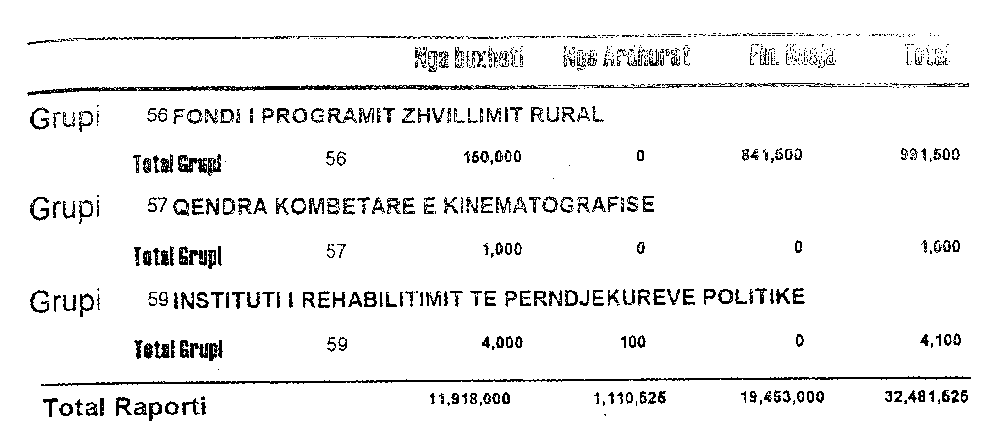 Nga buxheti Nga Ardhurat Fin. Huaja Total
Grupi 56 FONDI I PROGRAMIT ZHVILLIMIT RURAL
Total Grupi 56 150,000 0 841,500 991,500
Grupi 57 QENDRA KOMBETARE E KINEMATOGRAFISE
Total Grupi 57 1,000 0 0 1,000
Grupi 59 INSTITUTI I REHABILITIMIT TE PERNDJEKUREVE POLITIKE
Total Grupi 59 4,000 100 0 4,100
Total Raporti 11,918,000 1,110,525 19,453,000 32,481,525